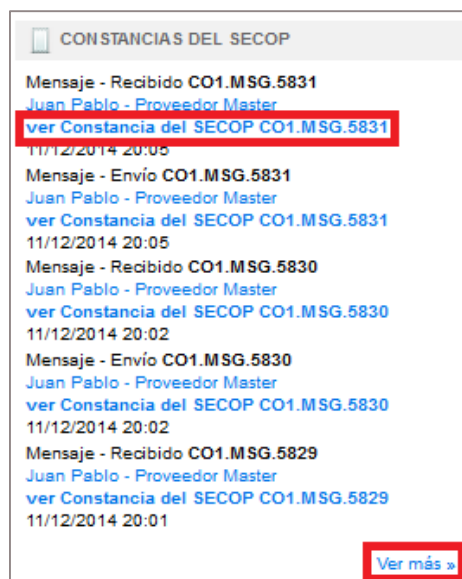 CONSTANCIAS DEL SECOP
Mensaje - Recibido CO1.MSG.5831
Juan Pablo - Proveedor Master
ver Constancia del SECOP CO1.MSG.5831
11/12/2014 20:05
Mensaje - Envío CO1.MSG.5831
Juan Pablo - Proveedor Master
ver Constancia del SECOP CO1.MSG.5831
11/12/2014 20:05
Mensaje - Recibido CO1.MSG.5830
Juan Pablo - Proveedor Master
ver Constancia del SECOP CO1.MSG.5830
11/12/2014 20:02
Mensaje - Envío CO1.MSG.5830
Juan Pablo - Proveedor Master
ver Constancia del SECOP CO1.MSG.5830
11/12/2014 20:02
Mensaje - Recibido CO1.MSG.5829
Juan Pablo - Proveedor Master
ver Constancia del SECOP CO1.MSG.5829
11/12/2014 20:01
Ver más »